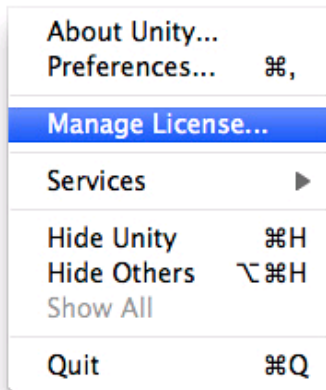 About Unity...
Preferences... ⌘,
Manage License...
Services ▶
Hide Unity ⌘H
Hide Others ⌥⌘H
Show All
Quit ⌘Q